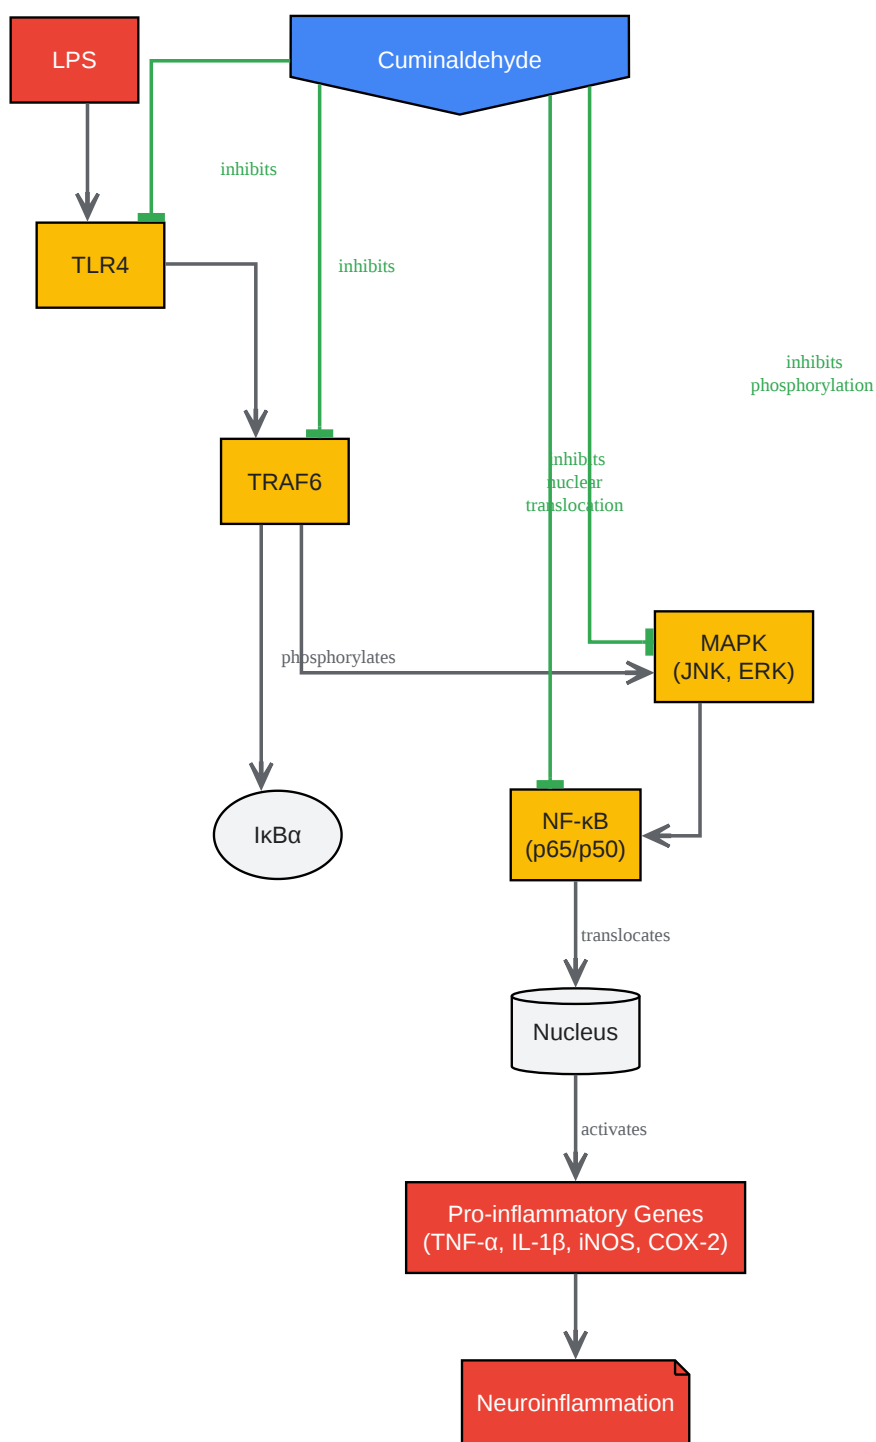 LPS
Cuminaldehyde
inhibits
TLR4
inhibits
inhibits
phosphorylation
inhibits
nuclear
translocation
TRAF6
phosphorylates
MAPK
(JNK, ERK)
IκBα
NF-κB
(p65/p50)
translocates
Nucleus
activates
Pro-inflammatory Genes
(TNF-α, IL-1β, iNOS, COX-2)
Neuroinflammation